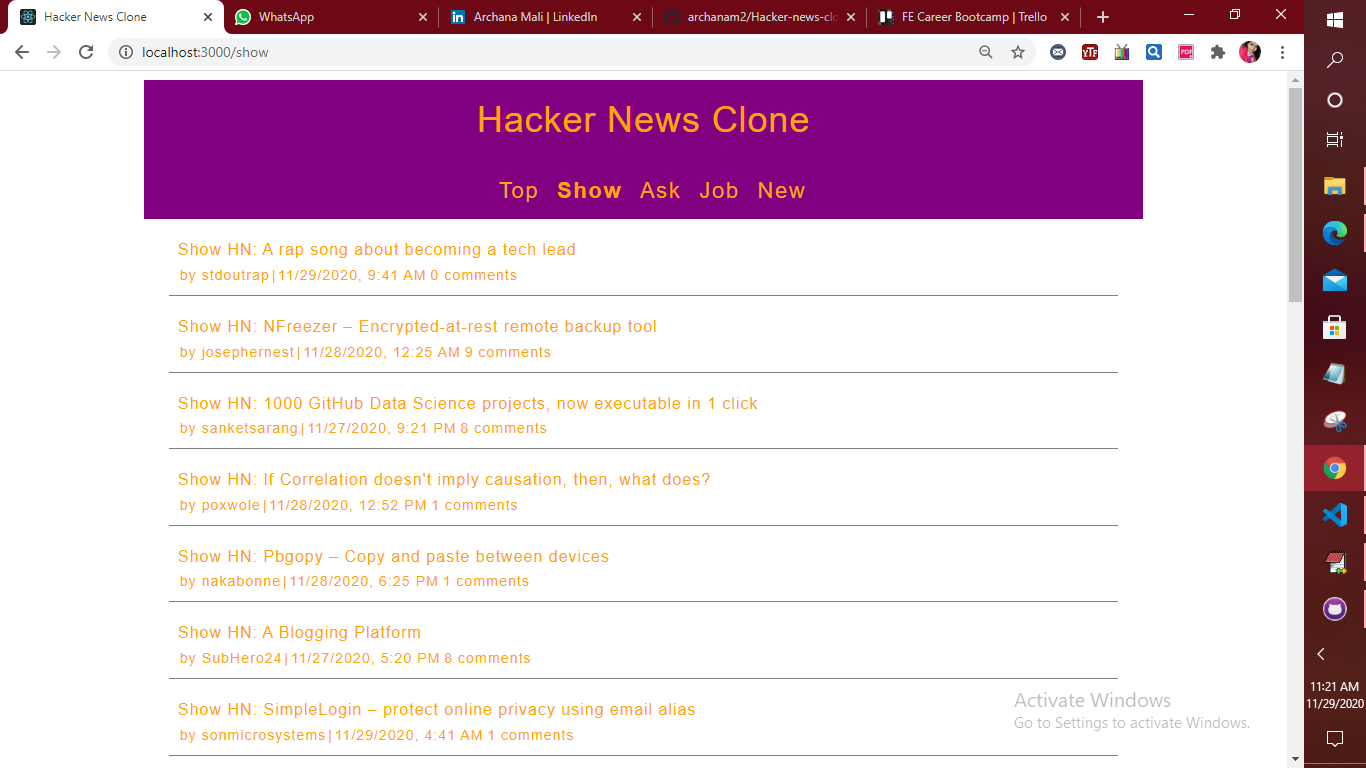 Hacker News Clone
WhatsApp
Archana Mali | LinkedIn
archanam2/Hacker-news-clo
FE Career Bootcamp | Trello
localhost:3000/show
YTF
PDF
Hacker News Clone
Top Show Ask Job New
Show HN: A rap song about becoming a tech lead
by stdoutrap|11/29/2020, 9:41 AM 0 comments
Show HN: NFreezer – Encrypted-at-rest remote backup tool
by josephernest|11/28/2020, 12:25 AM 9 comments
Show HN: 1000 GitHub Data Science projects, now executable in 1 click
by sanketsarang|11/27/2020, 9:21 PM 8 comments
Show HN: If Correlation doesn't imply causation, then, what does?
by poxwole|11/28/2020, 12:52 PM 1 comments
Show HN: Pbgopy – Copy and paste between devices
by nakabonne|11/28/2020, 6:25 PM 1 comments
Show HN: A Blogging Platform
by SubHero24|11/27/2020, 5:20 PM 8 comments
Show HN: SimpleLogin – protect online privacy using email alias
by sonmicrosystems|11/29/2020, 4:41 AM 1 comments
Activate Windows
Go to Settings to activate Windows.
11:21 AM
11/29/2020